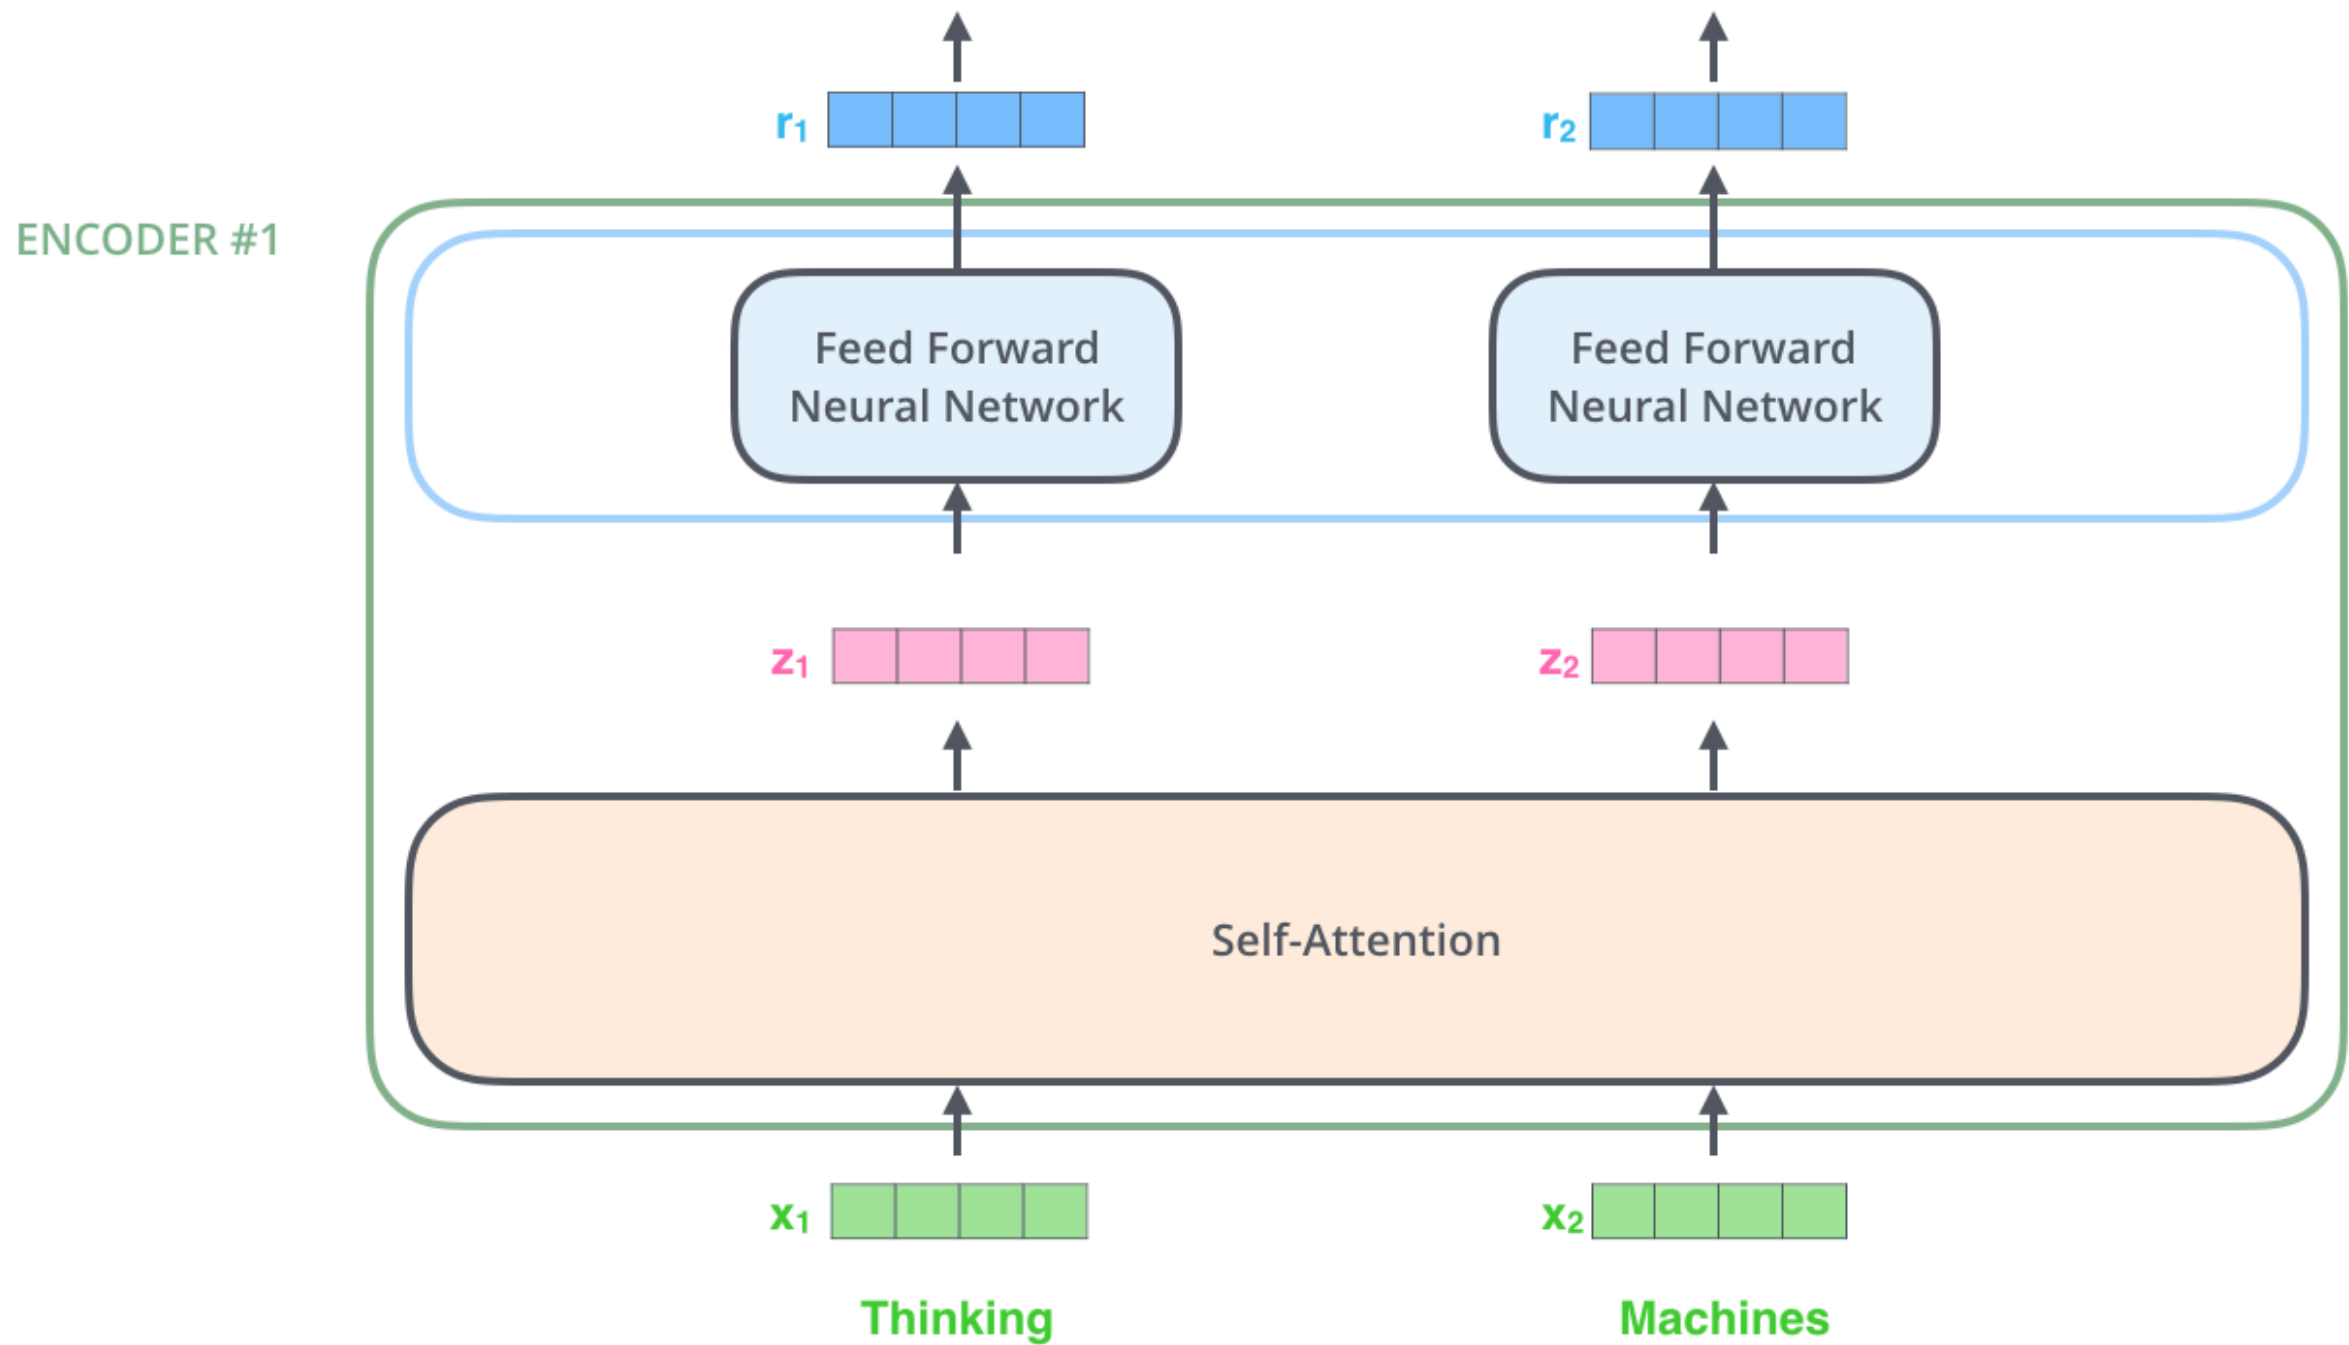 r₁
r₂
ENCODER #1
Feed Forward
Neural Network
Feed Forward
Neural Network
z₁
z₂
Self-Attention
x₁
x₂
Thinking
Machines